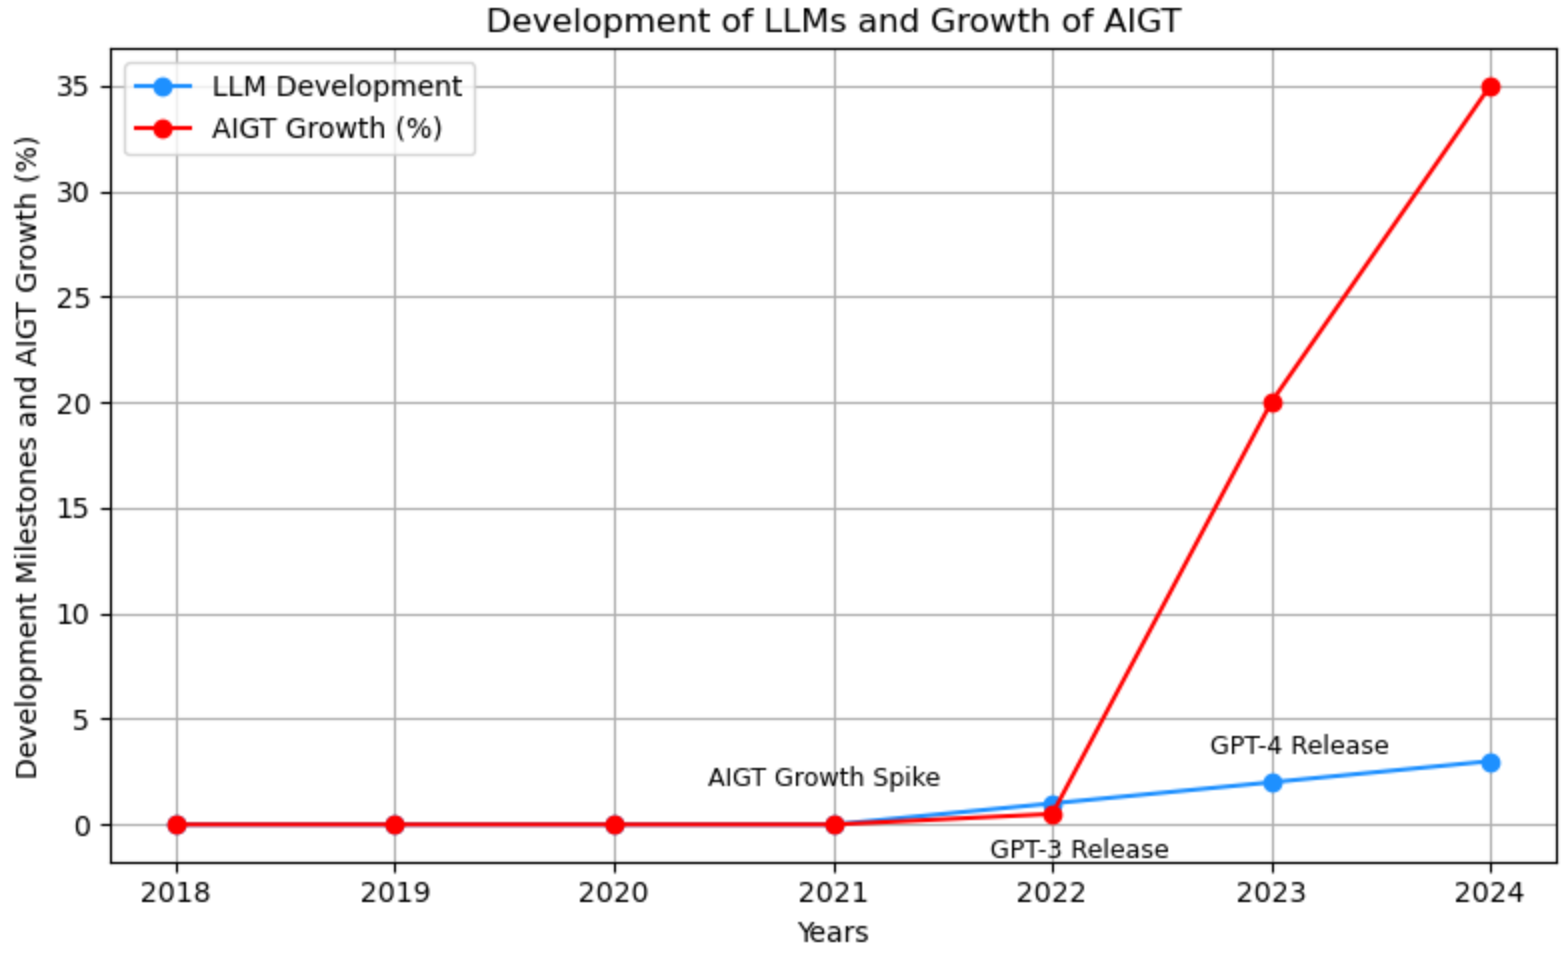 Development of LLMs and Growth of AIGT
LLM Development
AIGT Growth (%)
Development Milestones and AIGT Growth (%)
35
30
25
20
15
10
5
0
GPT-4 Release
AIGT Growth Spike
GPT-3 Release
2018 2019 2020 2021 2022 2023 2024
Years